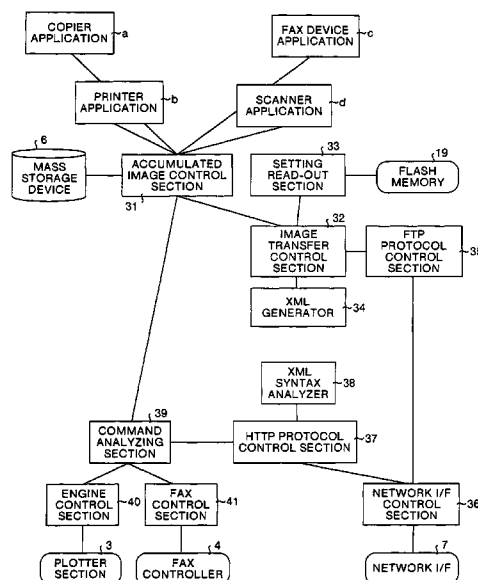 COPIER
APPLICATION
a
FAX DEVICE
APPLICATION
c
PRINTER
APPLICATION
b
SCANNER
APPLICATION
d
6
MASS
STORAGE
DEVICE
ACCUMULATED
IMAGE CONTROL
SECTION
31
33
SETTING
READ-OUT
SECTION
19
FLASH
MEMORY
32
IMAGE
TRANSFER
CONTROL
SECTION
FTP
PROTOCOL
CONTROL
SECTION
35
XML
GENERATOR
34
XML
SYNTAX
ANALYZER
38
39
COMMAND
ANALYZING
SECTION
HTTP PROTOCOL
CONTROL SECTION
37
ENGINE
CONTROL
SECTION
40
FAX
CONTROL
SECTION
41
NETWORK I/F
CONTROL
SECTION
36
3
PLOTTER
SECTION
4
FAX
CONTROLLER
7
NETWORK I/F